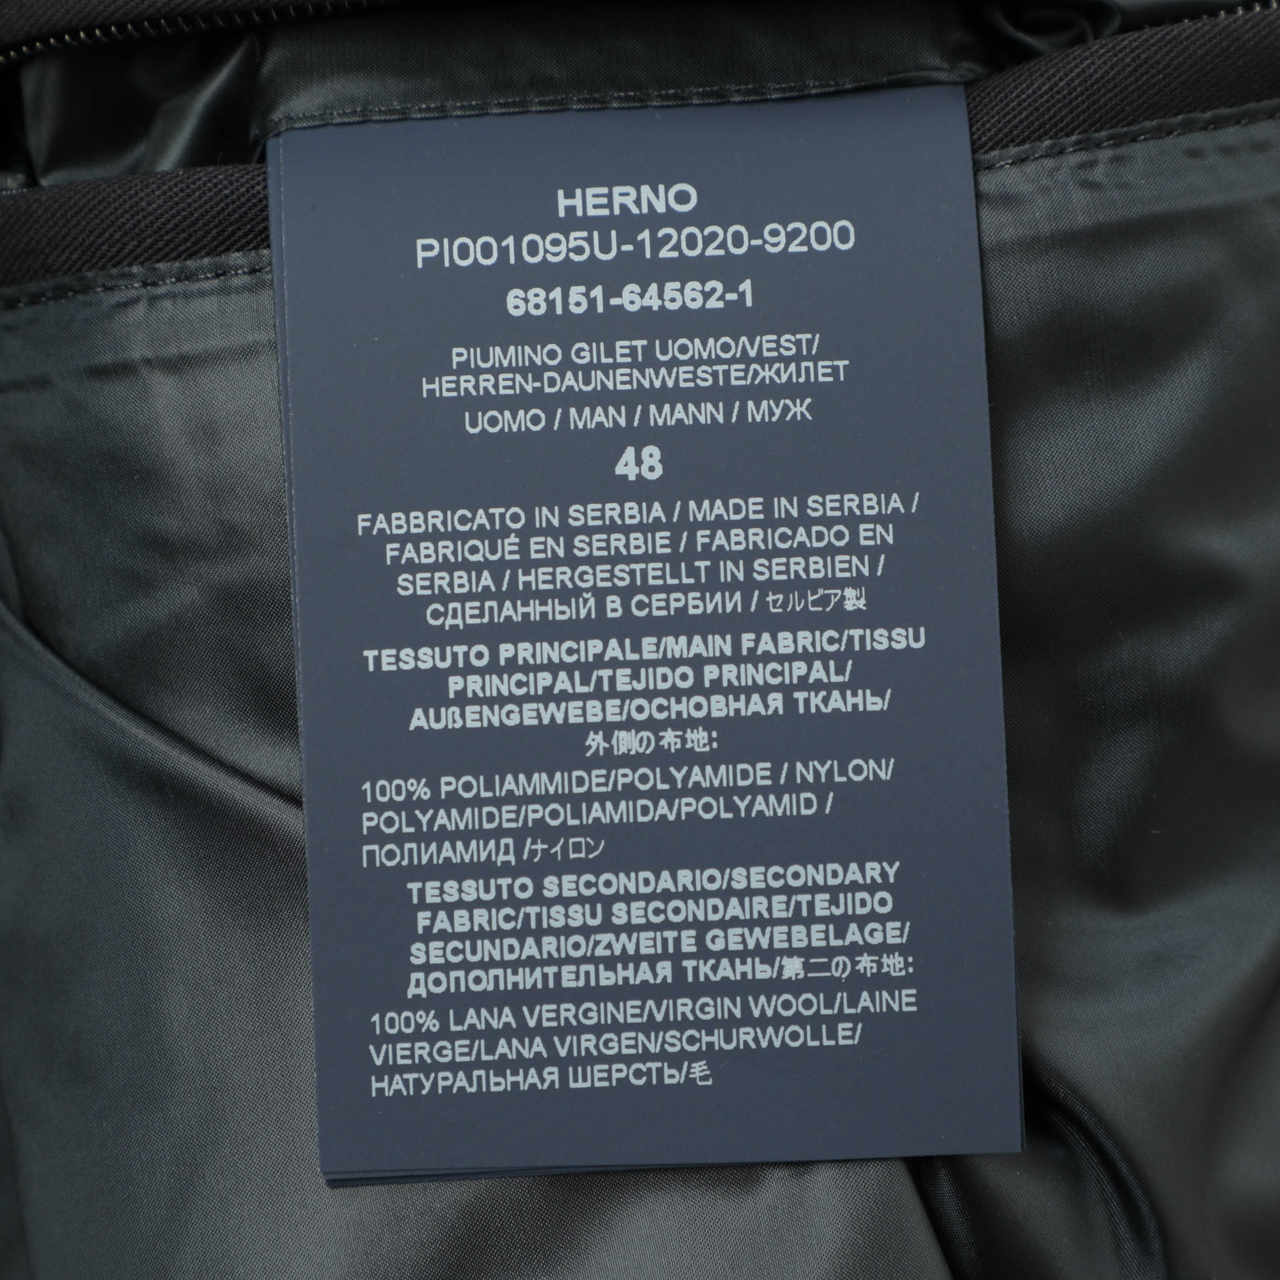 HERNO
PI001095U-12020-9200
68151-64562-1
PIUMINO GILET UOMO/VEST/
HERREN-DAUNENWESTE/ЖИЛЕТ
UOMO / MAN / MANN / МУЖ
48
FABBRICATO IN SERBIA / MADE IN SERBIA /
FABRIQUÉ EN SERBIE / FABRICADO EN
SERBIA / HERGESTELLT IN SERBIEN /
СДЕЛАННЫЙ В СЕРБИИ / セルビア製
TESSUTO PRINCIPALE/MAIN FABRIC/TISSU
PRINCIPAL/TEJIDO PRINCIPAL/
AUßENGEWEBE/ОСНОВНАЯ ТКАНЬ/
外側の布地:
100% POLIAMMIDE/POLYAMIDE / NYLON/
POLYAMIDE/POLIAMIDA/POLYAMID /
ПОЛИАМИД /ナイロン
TESSUTO SECONDARIO/SECONDARY
FABRIC/TISSU SECONDAIRE/TEJIDO
SECUNDARIO/ZWEITE GEWEBELAGE/
ДОПОЛНИТЕЛЬНАЯ ТКАНЬ/第二の布地:
100% LANA VERGINE/VIRGIN WOOL/LAINE
VIERGE/LANA VIRGEN/SCHURWOLLE/
НАТУРАЛЬНАЯ ШЕРСТЬ/毛